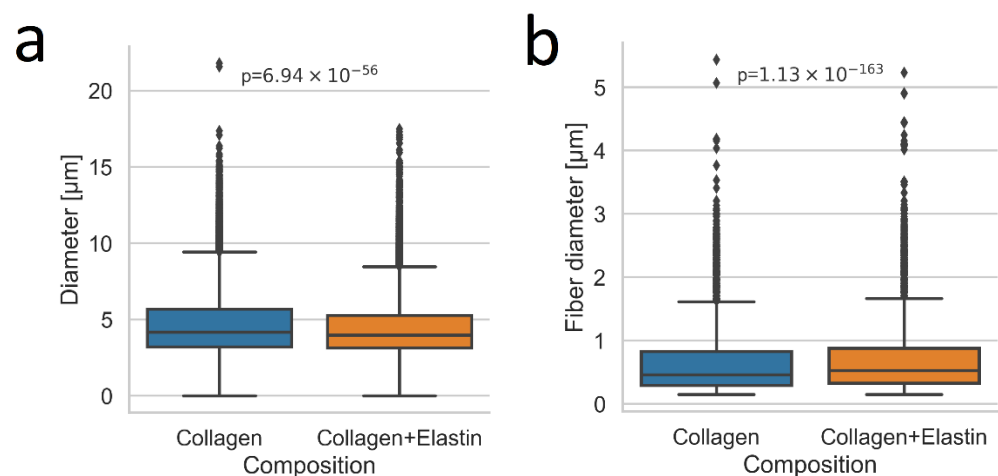 a
p=6.94 × 10⁻⁵⁶
Diameter [µm]
20
15
10
5
0
Collagen
Collagen+Elastin
Composition
b
p=1.13 × 10⁻¹⁶³
Fiber diameter [µm]
5
4
3
2
1
0
Collagen
Collagen+Elastin
Composition